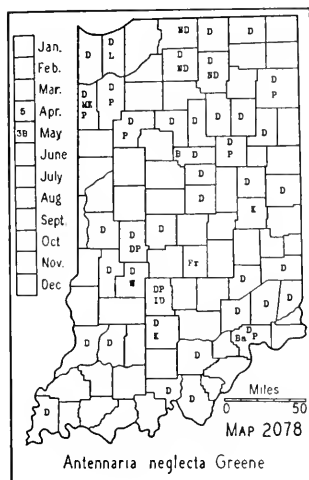 Jan.
Feb.
Mar.
5 Apr.
38 May
June
July
Aug
Sept.
Oct
Nov.
Dec
D D ND D D
L
ND D
ND
D D
MK P
P
D
P
D D D D D
P
B D D
P
D
D D D
K
D D D
DP
Fr
D D
W
D
DP
ID
D D D
D
K
D P
Ba
D D D
D D
D
Miles
0 50
MAP 2078
Antennaria neglecta Greene